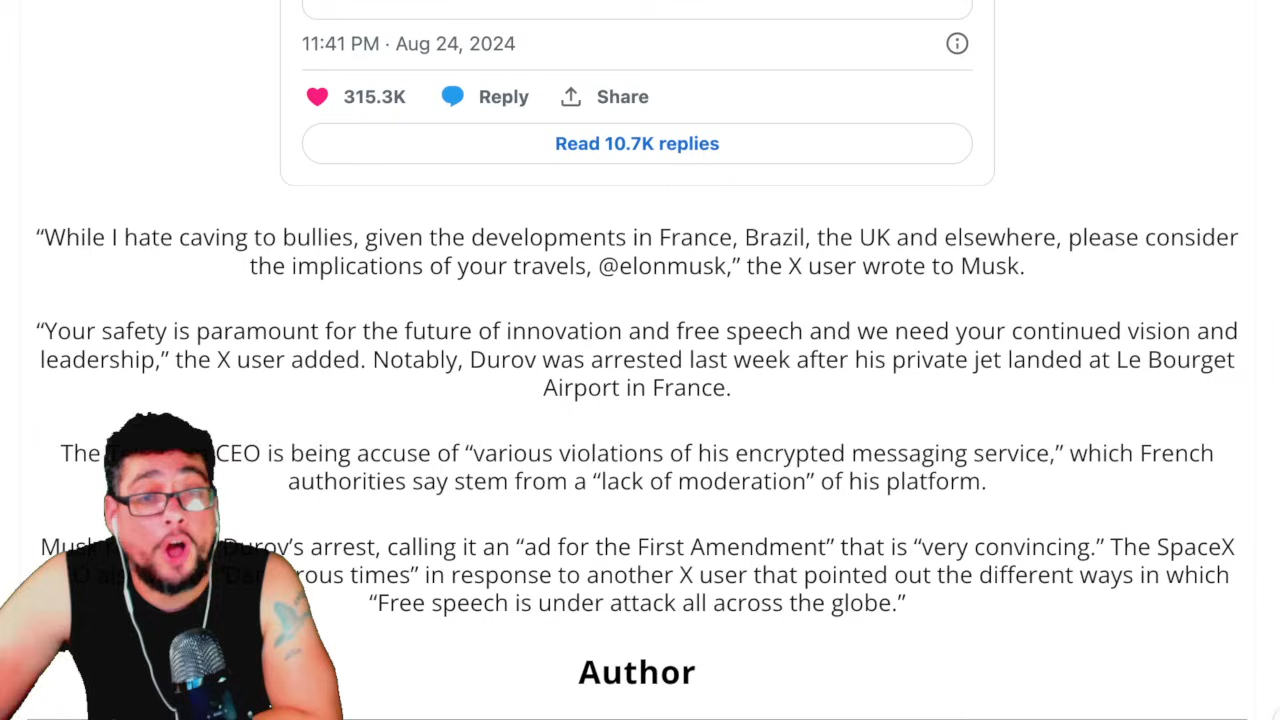 11:41 PM · Aug 24, 2024
315.3K Reply Share
Read 10.7K replies
“While I hate caving to bullies, given the developments in France, Brazil, the UK and elsewhere, please consider
the implications of your travels, @elonmusk,” the X user wrote to Musk.
“Your safety is paramount for the future of innovation and free speech and we need your continued vision and
leadership,” the X user added. Notably, Durov was arrested last week after his private jet landed at Le Bourget
Airport in France.
The CEO is being accuse of “various violations of his encrypted messaging service,” which French
authorities say stem from a “lack of moderation” of his platform.
Musk Durov’s arrest, calling it an “ad for the First Amendment” that is “very convincing.” The SpaceX
times” in response to another X user that pointed out the different ways in which
“Free speech is under attack all across the globe.”
Author